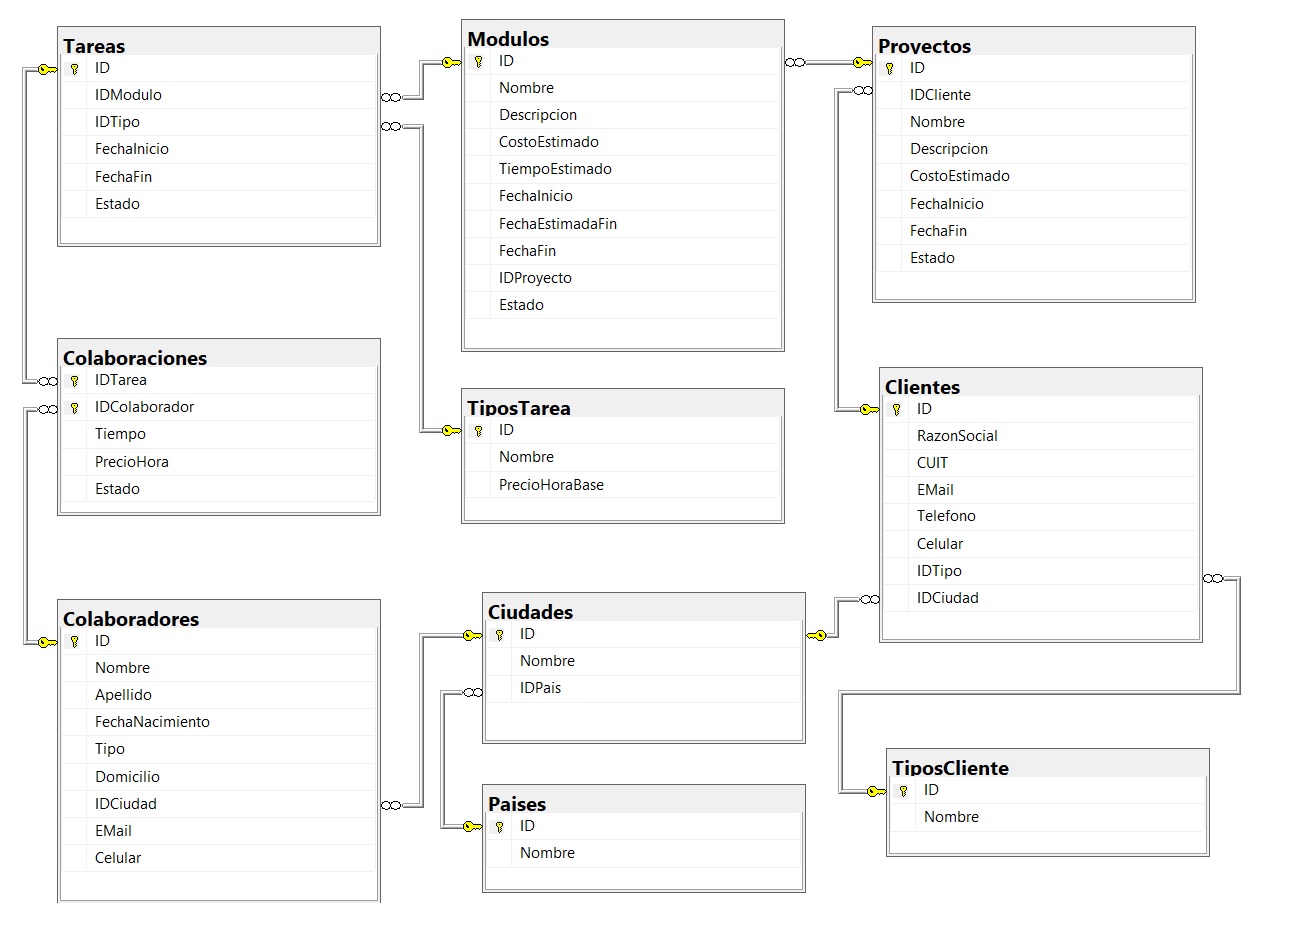 Tareas
ID
IDModulo
IDTipo
FechaInicio
FechaFin
Estado
Modulos
ID
Nombre
Descripcion
CostoEstimado
TiempoEstimado
FechaInicio
FechaEstimadaFin
FechaFin
IDProyecto
Estado
Proyectos
ID
IDCliente
Nombre
Descripcion
CostoEstimado
FechaInicio
FechaFin
Estado
Colaboraciones
IDTarea
IDColaborador
Tiempo
PrecioHora
Estado
TiposTarea
ID
Nombre
PrecioHoraBase
Clientes
ID
RazonSocial
CUIT
EMail
Telefono
Celular
IDTipo
IDCiudad
Colaboradores
ID
Nombre
Apellido
FechaNacimiento
Tipo
Domicilio
IDCiudad
EMail
Celular
Ciudades
ID
Nombre
IDPais
Paises
ID
Nombre
TiposCliente
ID
Nombre